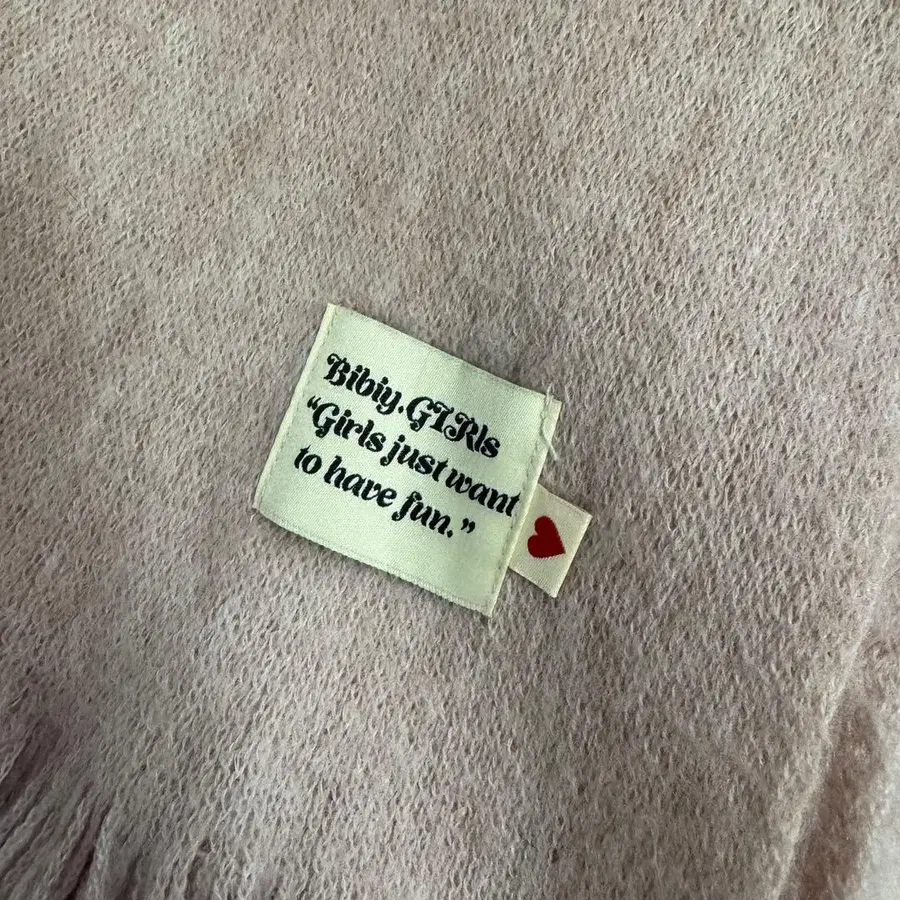 Bibiy.GIRls
“Girls just want
to have fun.”